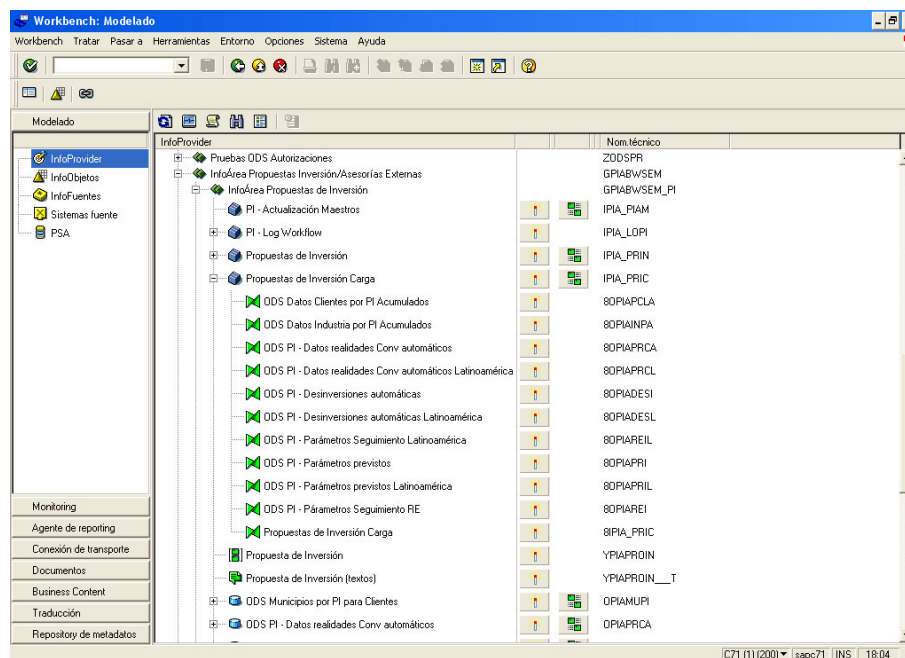 Workbench: Modelado
Workbench Tratar Pasar a Herramientas Entorno Opciones Sistema Ayuda
Modelado
InfoProvider
InfoObjetos
InfoFuentes
Sistemas fuente
PSA
Monitoring
Agente de reporting
Conexión de transporte
Documentos
Business Content
Traducción
Repository de metadatos
InfoProvider Nom.técnico
Pruebas ODS Autorizaciones ZODSPR
InfoÁrea Propuestas Inversión/Asesorías Externas GPIABWSEM
InfoÁrea Propuestas de Inversión GPIABWSEM_PI
PI - Actualización Maestros IPIA_PIAM
PI - Log Workflow IPIA_LOPI
Propuestas de Inversión IPIA_PRIN
Propuestas de Inversión Carga IPIA_PRIC
ODS Datos Clientes por PI Acumulados 8OPIAPCLA
ODS Datos Industria por PI Acumulados 8OPIAINPA
ODS PI - Datos realidades Conv automáticos 8OPIAPRCA
ODS PI - Datos realidades Conv automáticos Latinoamérica 8OPIAPRCL
ODS PI - Desinversiones automáticas 8OPIADESI
ODS PI - Desinversiones automáticas Latinoamérica 8OPIADESL
ODS PI - Parámetros Seguimiento Latinoamérica 8OPIAREIL
ODS PI - Parámetros previstos 8OPIAPRI
ODS PI - Parámetros previstos Latinoamérica 8OPIAPRIL
ODS PI - Párametros Seguimiento RE 8OPIAREI
Propuestas de Inversión Carga 8IPIA_PRIC
Propuesta de Inversión YPIAPROIN
Propuesta de Inversión (textos) YPIAPROIN___T
ODS Municipios por PI para Clientes OPIAMUPI
ODS PI - Datos realidades Conv automáticos OPIAPRCA
C71 (1) (200) sapc71 INS 18:04